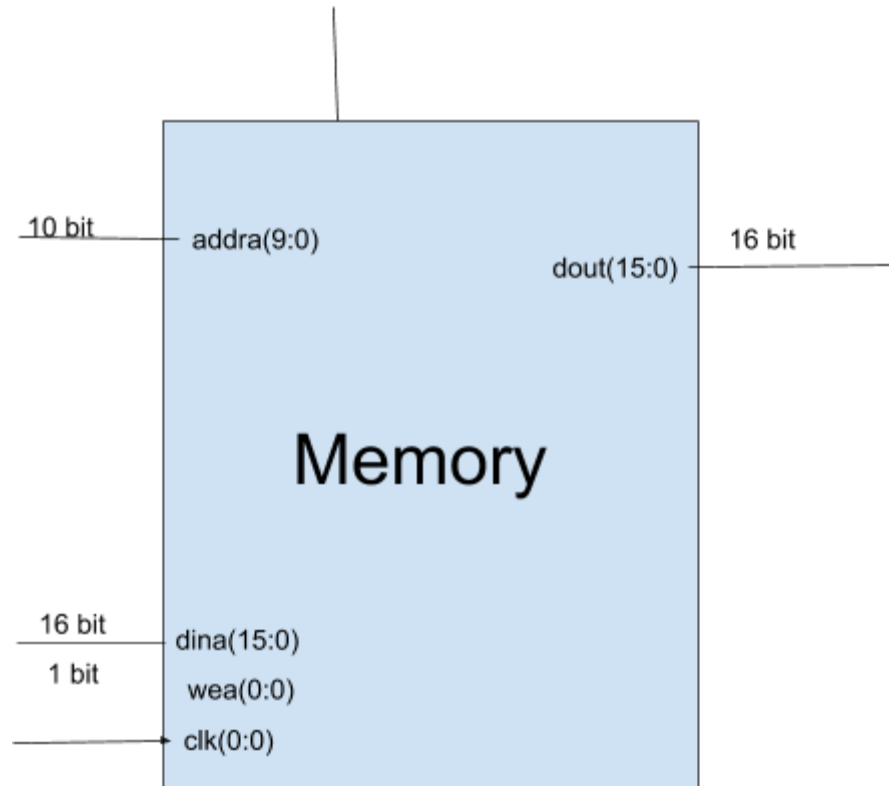 10 bit
addra(9:0)
16 bit
dout(15:0)
Memory
16 bit
dina(15:0)
1 bit
wea(0:0)
clk(0:0)